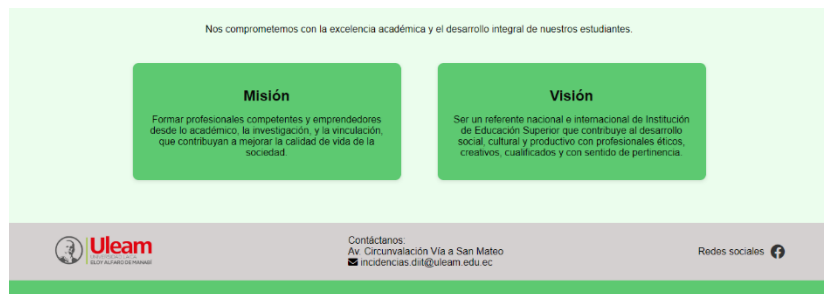 Nos comprometemos con la excelencia académica y el desarrollo integral de nuestros estudiantes.
Misión
Formar profesionales competentes y emprendedores
desde lo académico, la investigación, y la vinculación,
que contribuyan a mejorar la calidad de vida de la
sociedad.
Visión
Ser un referente nacional e internacional de Institución
de Educación Superior que contribuye al desarrollo
social, cultural y productivo con profesionales éticos,
creativos, cualificados y con sentido de pertinencia.
Uleam
UNIVERSIDAD LAICA
ELOY ALFARO DE MANABÍ
Contáctanos:
Av. Circunvalación Vía a San Mateo
incidencias.diit@uleam.edu.ec
Redes sociales